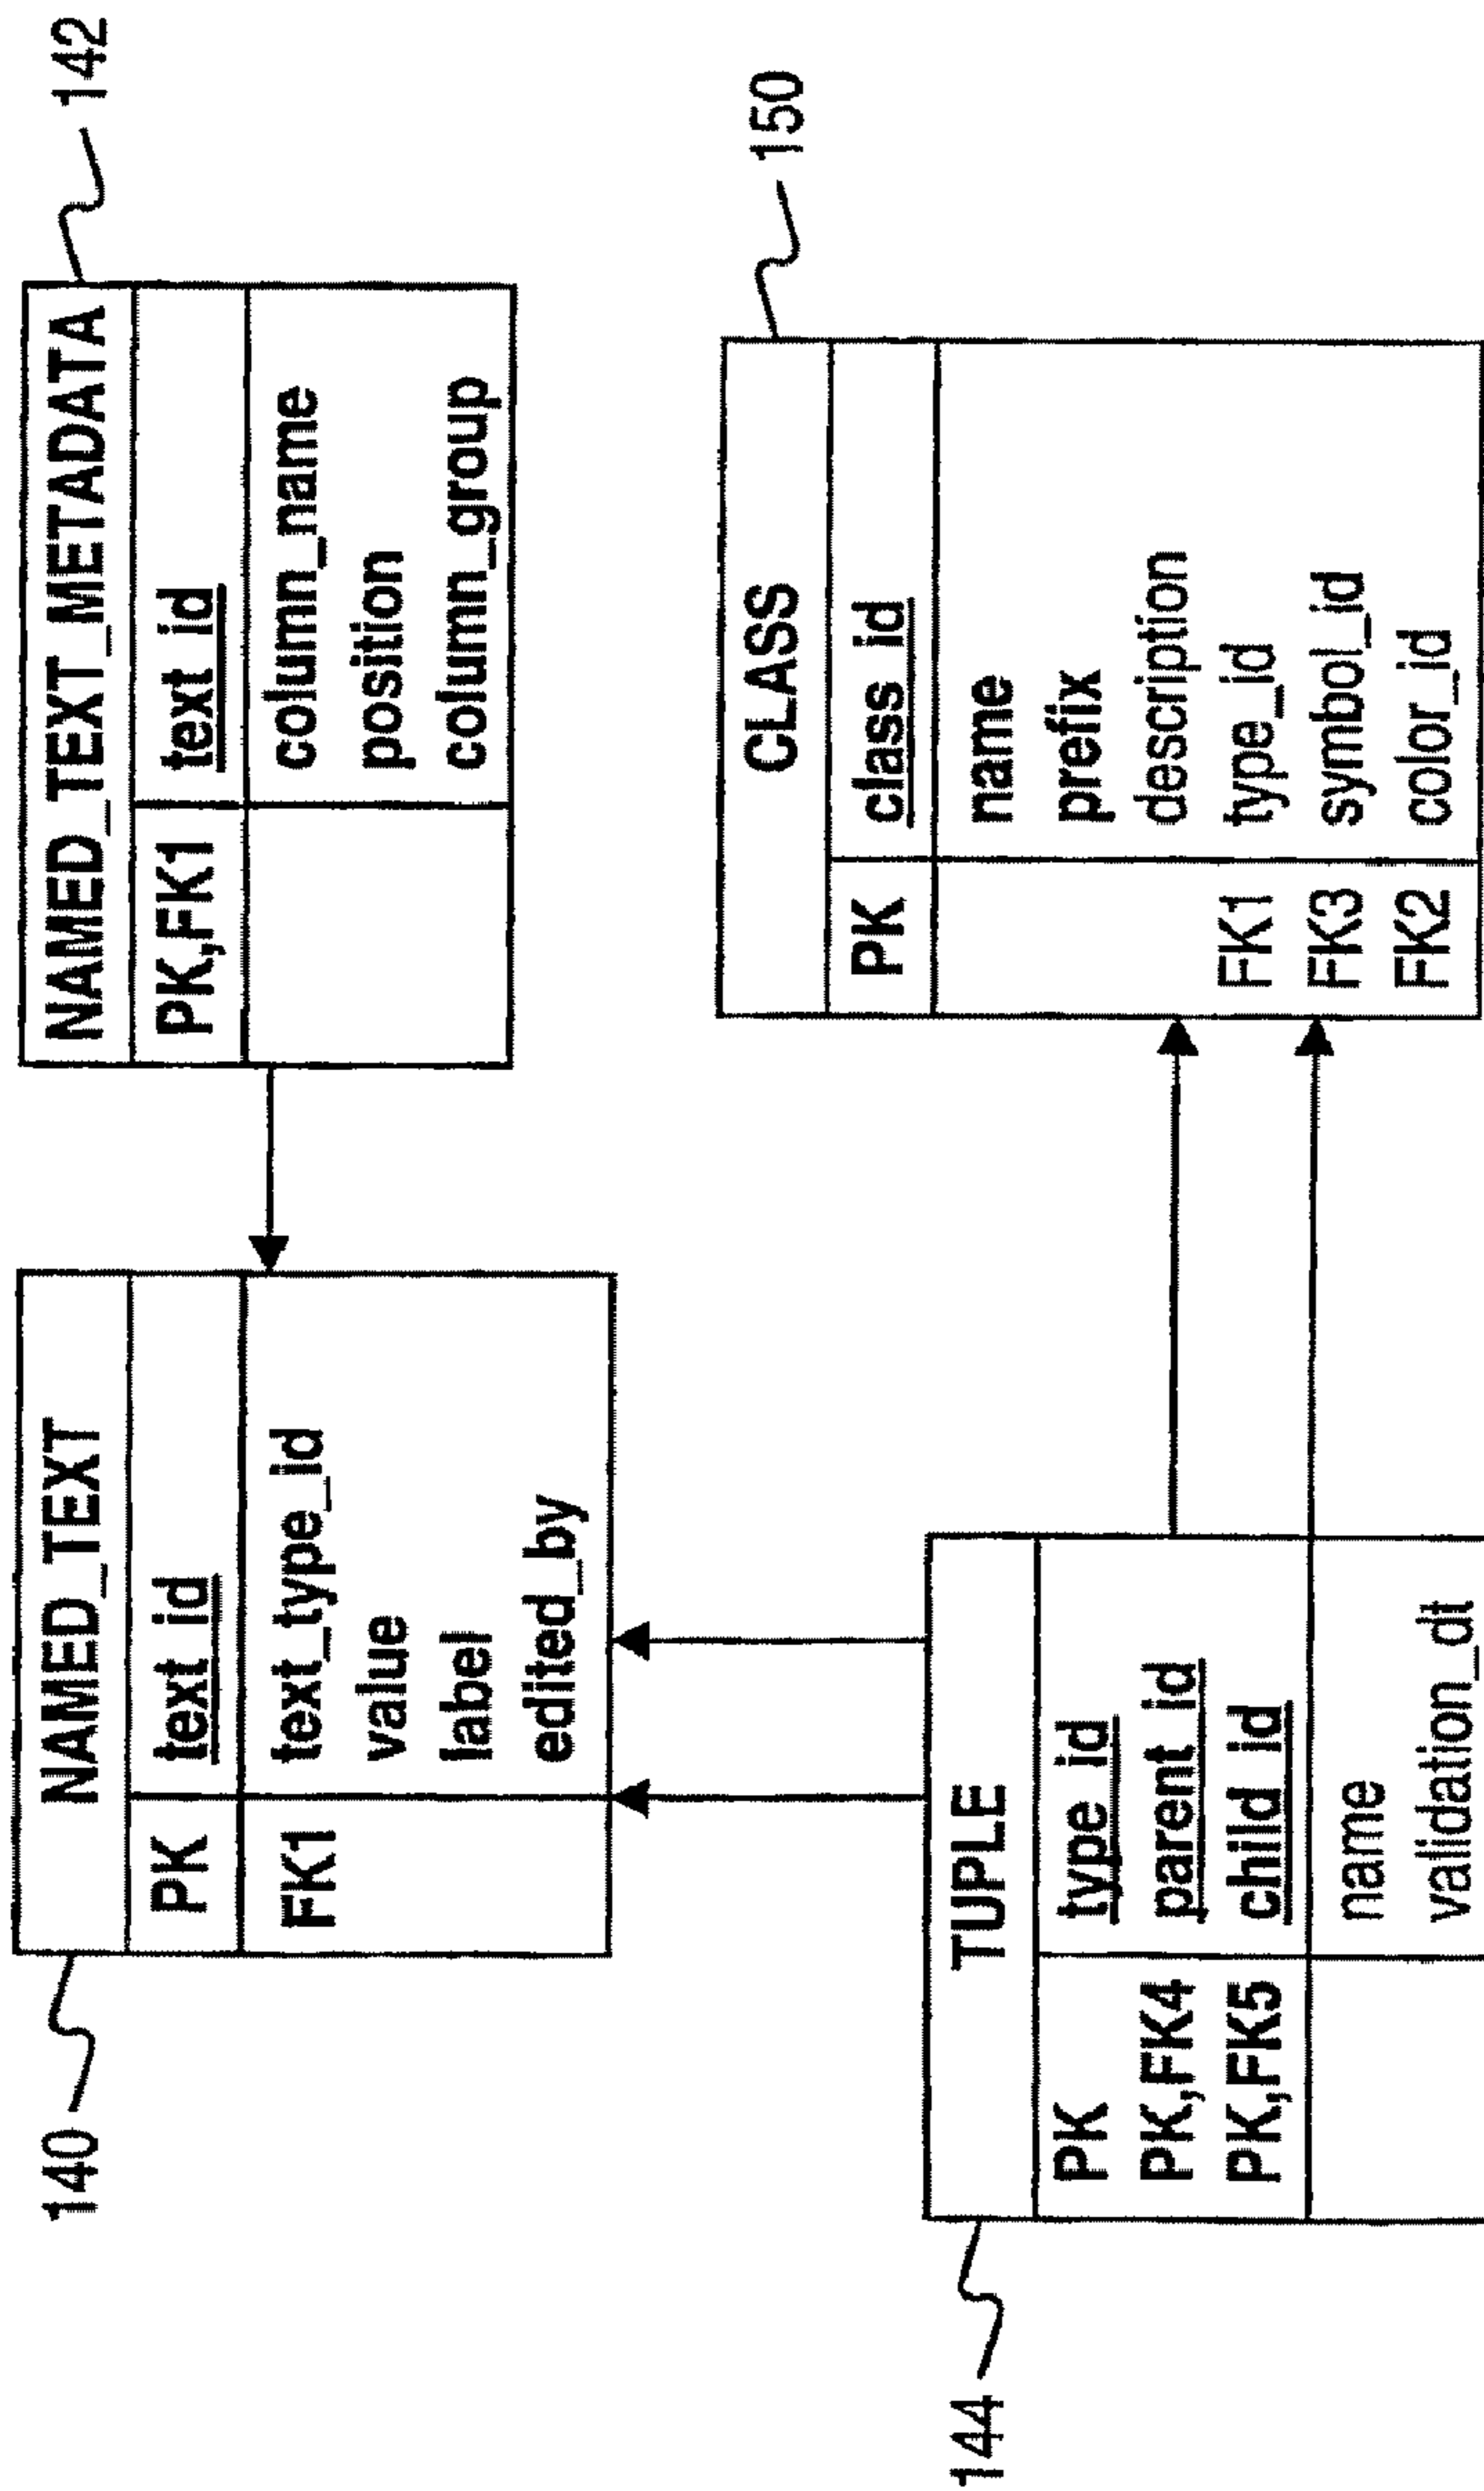 140
NAMED_TEXT
PK text_id
FK1 text_type_id
value
label
edited_by
NAMED_TEXT_METADATA
PK,FK1 text_id
column_name
position
column_group
142
144
TUPLE
PK type_id
PK,FK4 parent_id
PK,FK5 child_id
name
validation_dt
CLASS
PK class_id
name
prefix
description
FK1 type_id
FK3 symbol_id
FK2 color_id
150